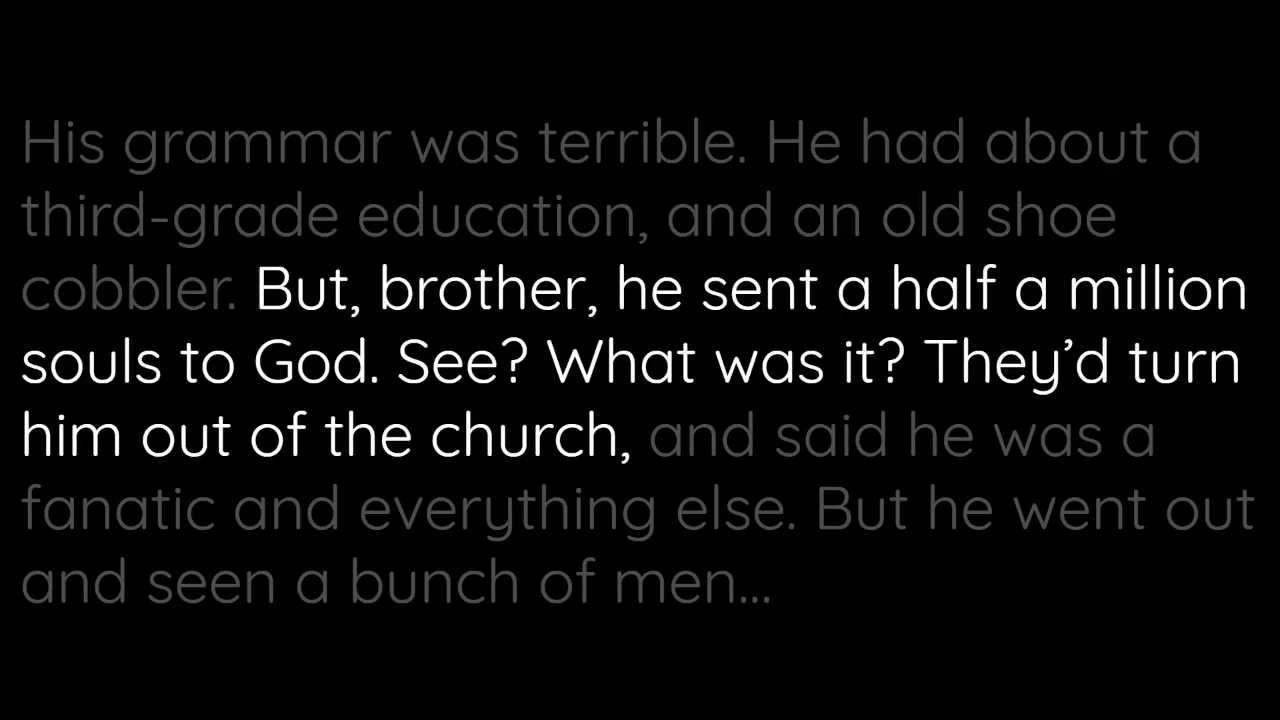 His grammar was terrible. He had about a
third-grade education, and an old shoe
cobbler. But, brother, he sent a half a million
souls to God. See? What was it? They’d turn
him out of the church, and said he was a
fanatic and everything else. But he went out
and seen a bunch of men...